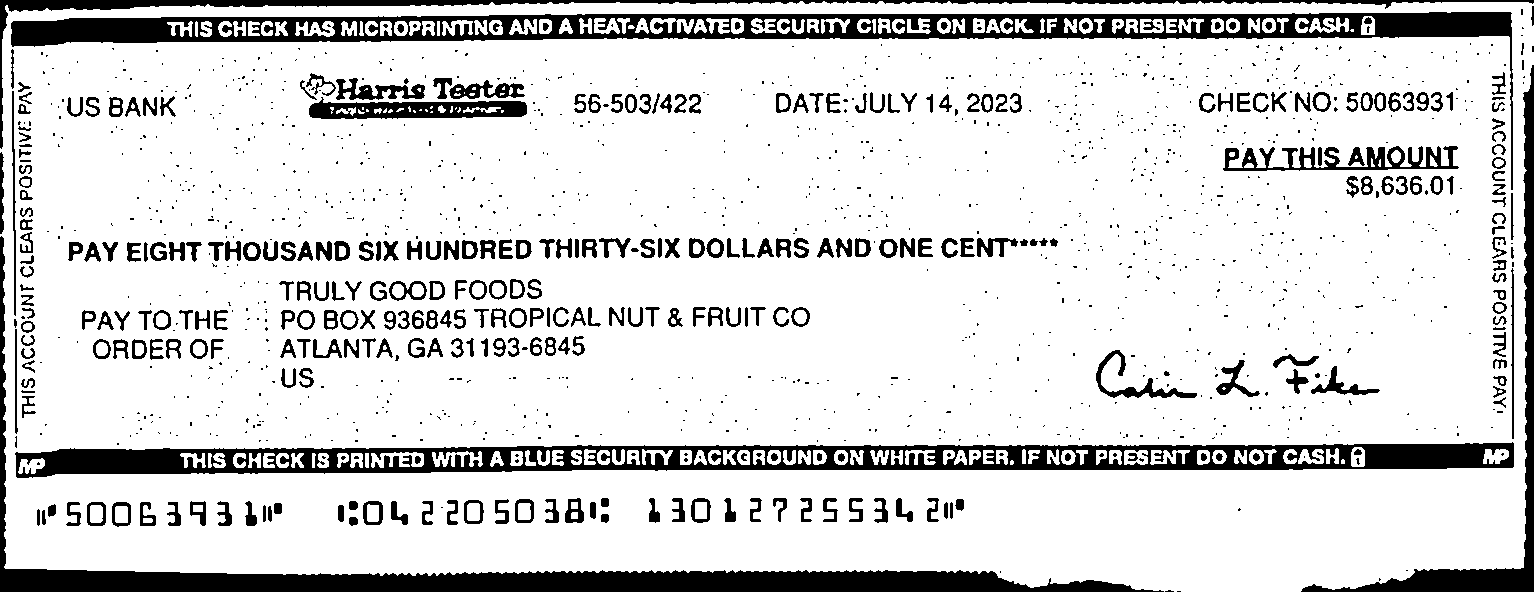 THIS CHECK HAS MICROPRINTING AND A HEAT-ACTIVATED SECURITY CIRCLE ON BACK. IF NOT PRESENT DO NOT CASH.
THIS ACCOUNT CLEARS POSITIVE PAY
US BANK
Harris Teeter
56-503/422
DATE: JULY 14, 2023
CHECK NO: 50063931
PAY THIS AMOUNT
$8,636.01
PAY EIGHT THOUSAND SIX HUNDRED THIRTY-SIX DOLLARS AND ONE CENT*****
PAY TO THE ORDER OF
TRULY GOOD FOODS
PO BOX 936845 TROPICAL NUT & FRUIT CO
ATLANTA, GA 31193-6845
US
THIS ACCOUNT CLEARS POSITIVE PAY
MP
THIS CHECK IS PRINTED WITH A BLUE SECURITY BACKGROUND ON WHITE PAPER. IF NOT PRESENT DO NOT CASH.
MP
⑈50063931⑈ ⑆042205038⑆ 130127255342⑈